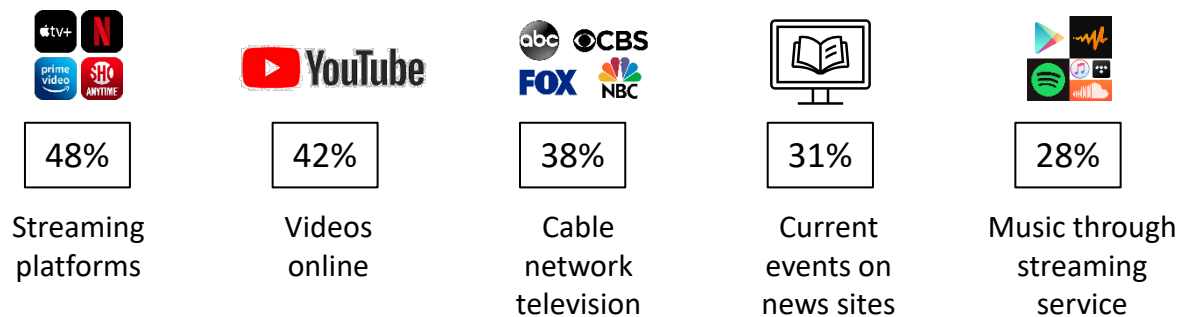 tv+
N
prime
video
SHO
ANYTIME
YouTube
abc
CBS
FOX
NBC
48%
42%
38%
31%
28%
Streaming
platforms
Videos
online
Cable
network
television
Current
events on
news sites
Music through
streaming
service